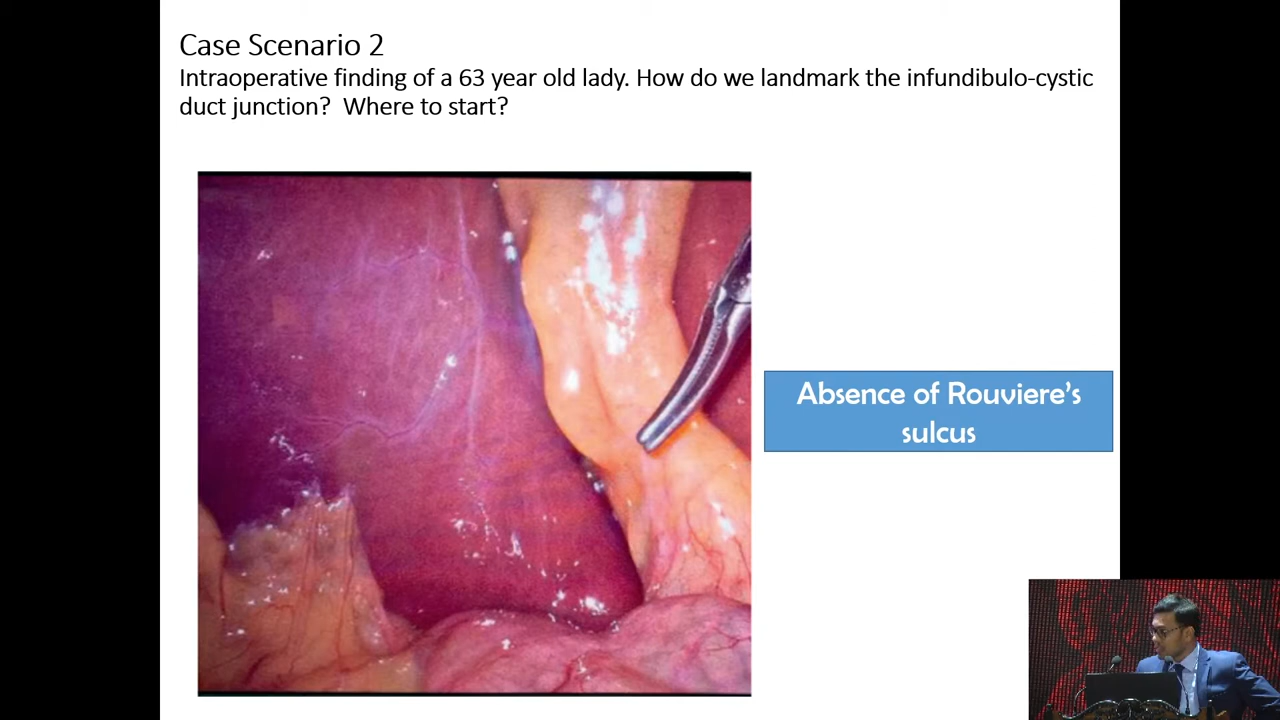 Case Scenario 2
Intraoperative finding of a 63 year old lady. How do we landmark the infundibulo-cystic
duct junction?  Where to start?
Absence of Rouviere's
sulcus